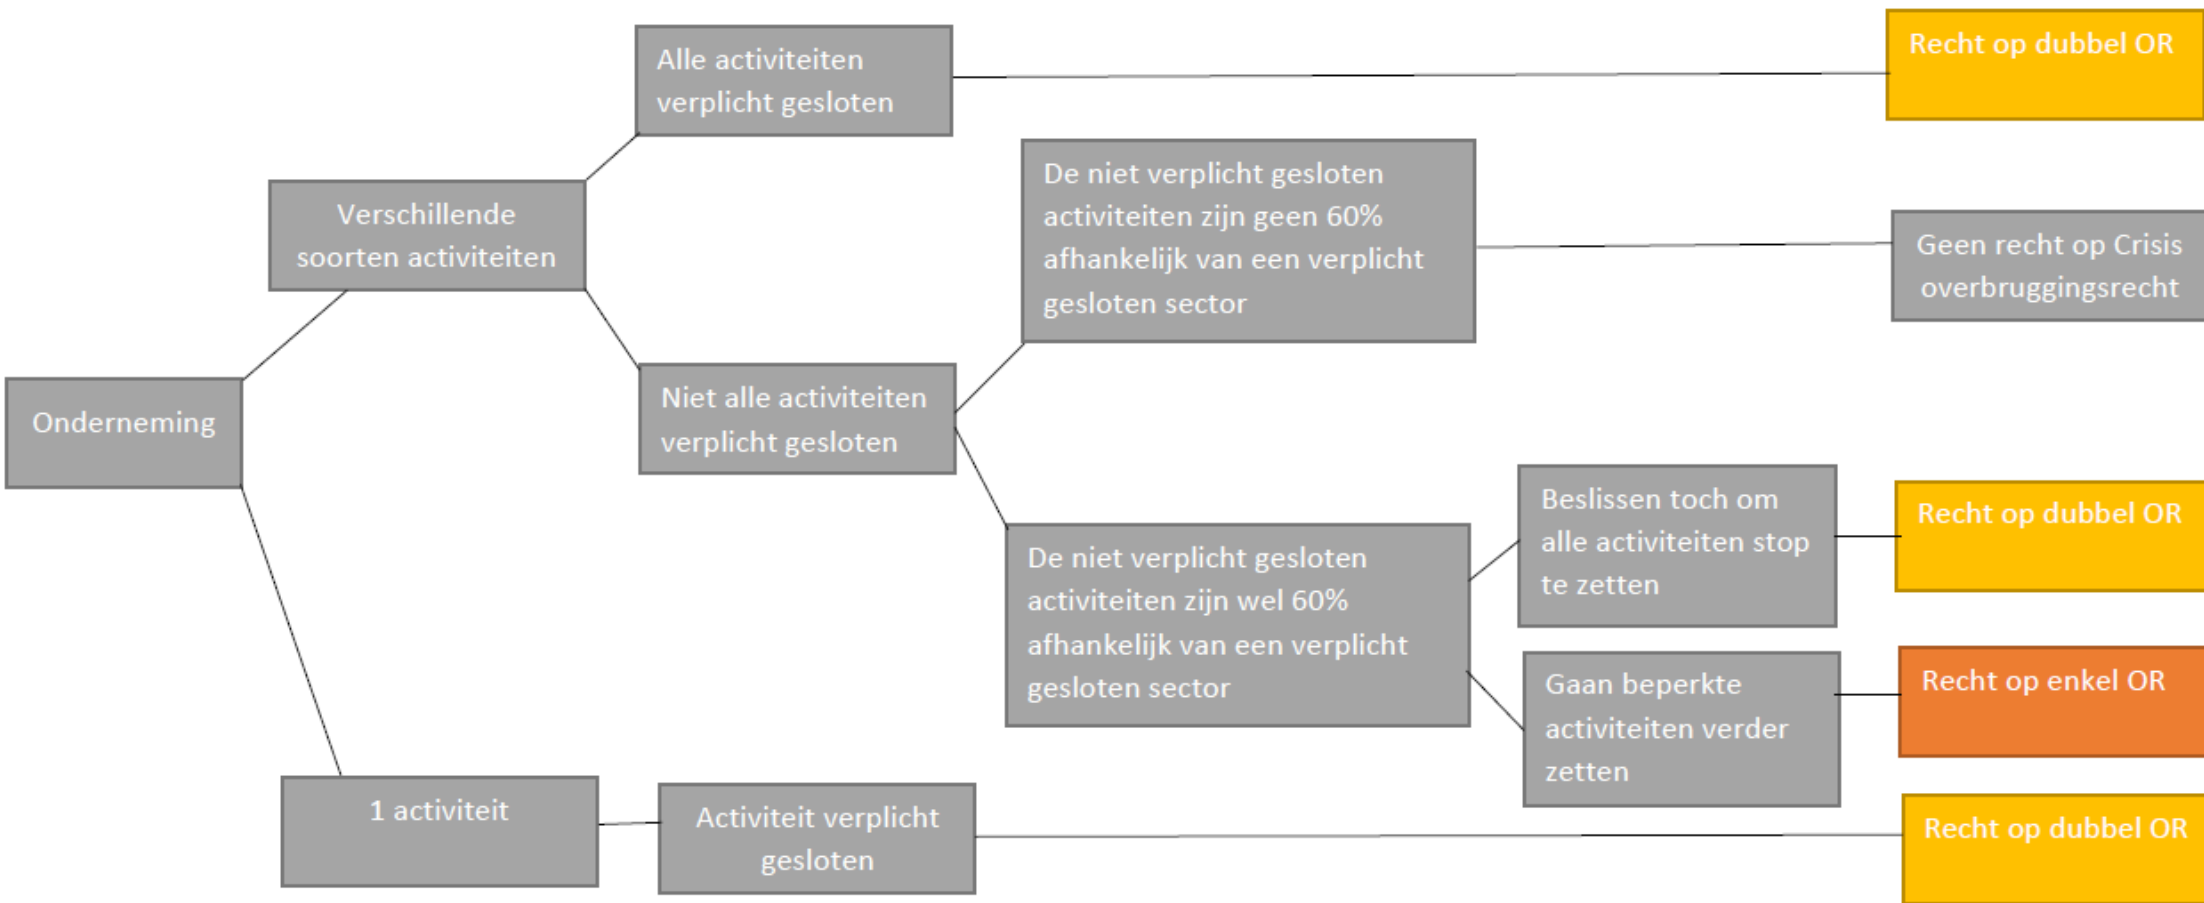 Alle activiteiten
verplicht gesloten
Recht op dubbel OR
Verschillende
soorten activiteiten
De niet verplicht gesloten
activiteiten zijn geen 60%
afhankelijk van een verplicht
gesloten sector
Geen recht op Crisis
overbruggingsrecht
Onderneming
Niet alle activiteiten
verplicht gesloten
De niet verplicht gesloten
activiteiten zijn wel 60%
afhankelijk van een verplicht
gesloten sector
Beslissen toch om
alle activiteiten stop
te zetten
Recht op dubbel OR
Gaan beperkte
activiteiten verder
zetten
Recht op enkel OR
1 activiteit
Activiteit verplicht
gesloten
Recht op dubbel OR